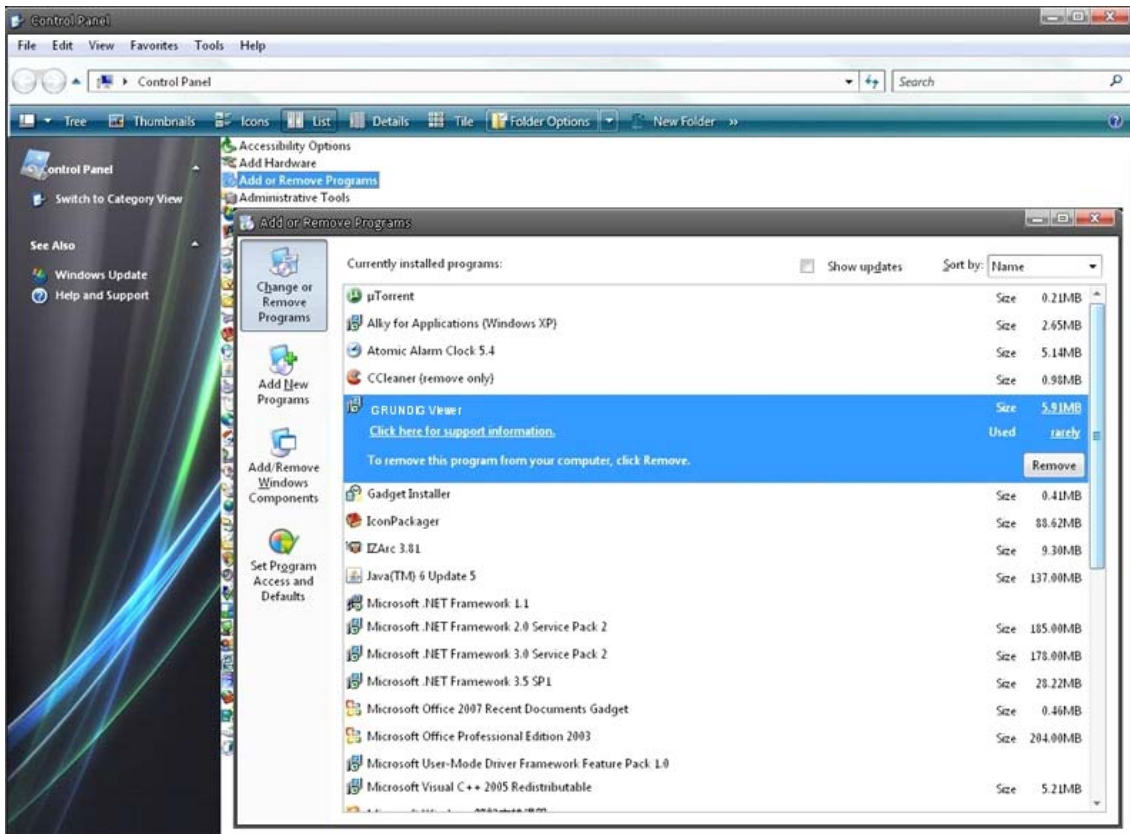 Control Panel
File Edit View Favorites Tools Help
Control Panel
Search
Tree Thumbnails Icons List Details Tile Folder Options New Folder »
Control Panel
Switch to Category View
See Also
Windows Update
Help and Support
Accessibility Options
Add Hardware
Add or Remove Programs
Administrative Tools
Add or Remove Programs
Change or
Remove
Programs
Add New
Programs
Add/Remove
Windows
Components
Set Program
Access and
Defaults
Currently installed programs: Show updates Sort by: Name
µTorrent Size 0.21MB
Alky for Applications (Windows XP) Size 2.65MB
Atomic Alarm Clock 5.4 Size 5.14MB
CCleaner (remove only) Size 0.98MB
GRUNDIG Viewer Size 5.91MB
Click here for support information. Used rarely
To remove this program from your computer, click Remove. Remove
Gadget Installer Size 0.41MB
IconPackager Size 88.62MB
IZArc 3.81 Size 9.30MB
Java(TM) 6 Update 5 Size 137.00MB
Microsoft .NET Framework 1.1
Microsoft .NET Framework 2.0 Service Pack 2 Size 185.00MB
Microsoft .NET Framework 3.0 Service Pack 2 Size 178.00MB
Microsoft .NET Framework 3.5 SP1 Size 28.22MB
Microsoft Office 2007 Recent Documents Gadget Size 0.46MB
Microsoft Office Professional Edition 2003 Size 204.00MB
Microsoft User-Mode Driver Framework Feature Pack 1.0
Microsoft Visual C++ 2005 Redistributable Size 5.21MB